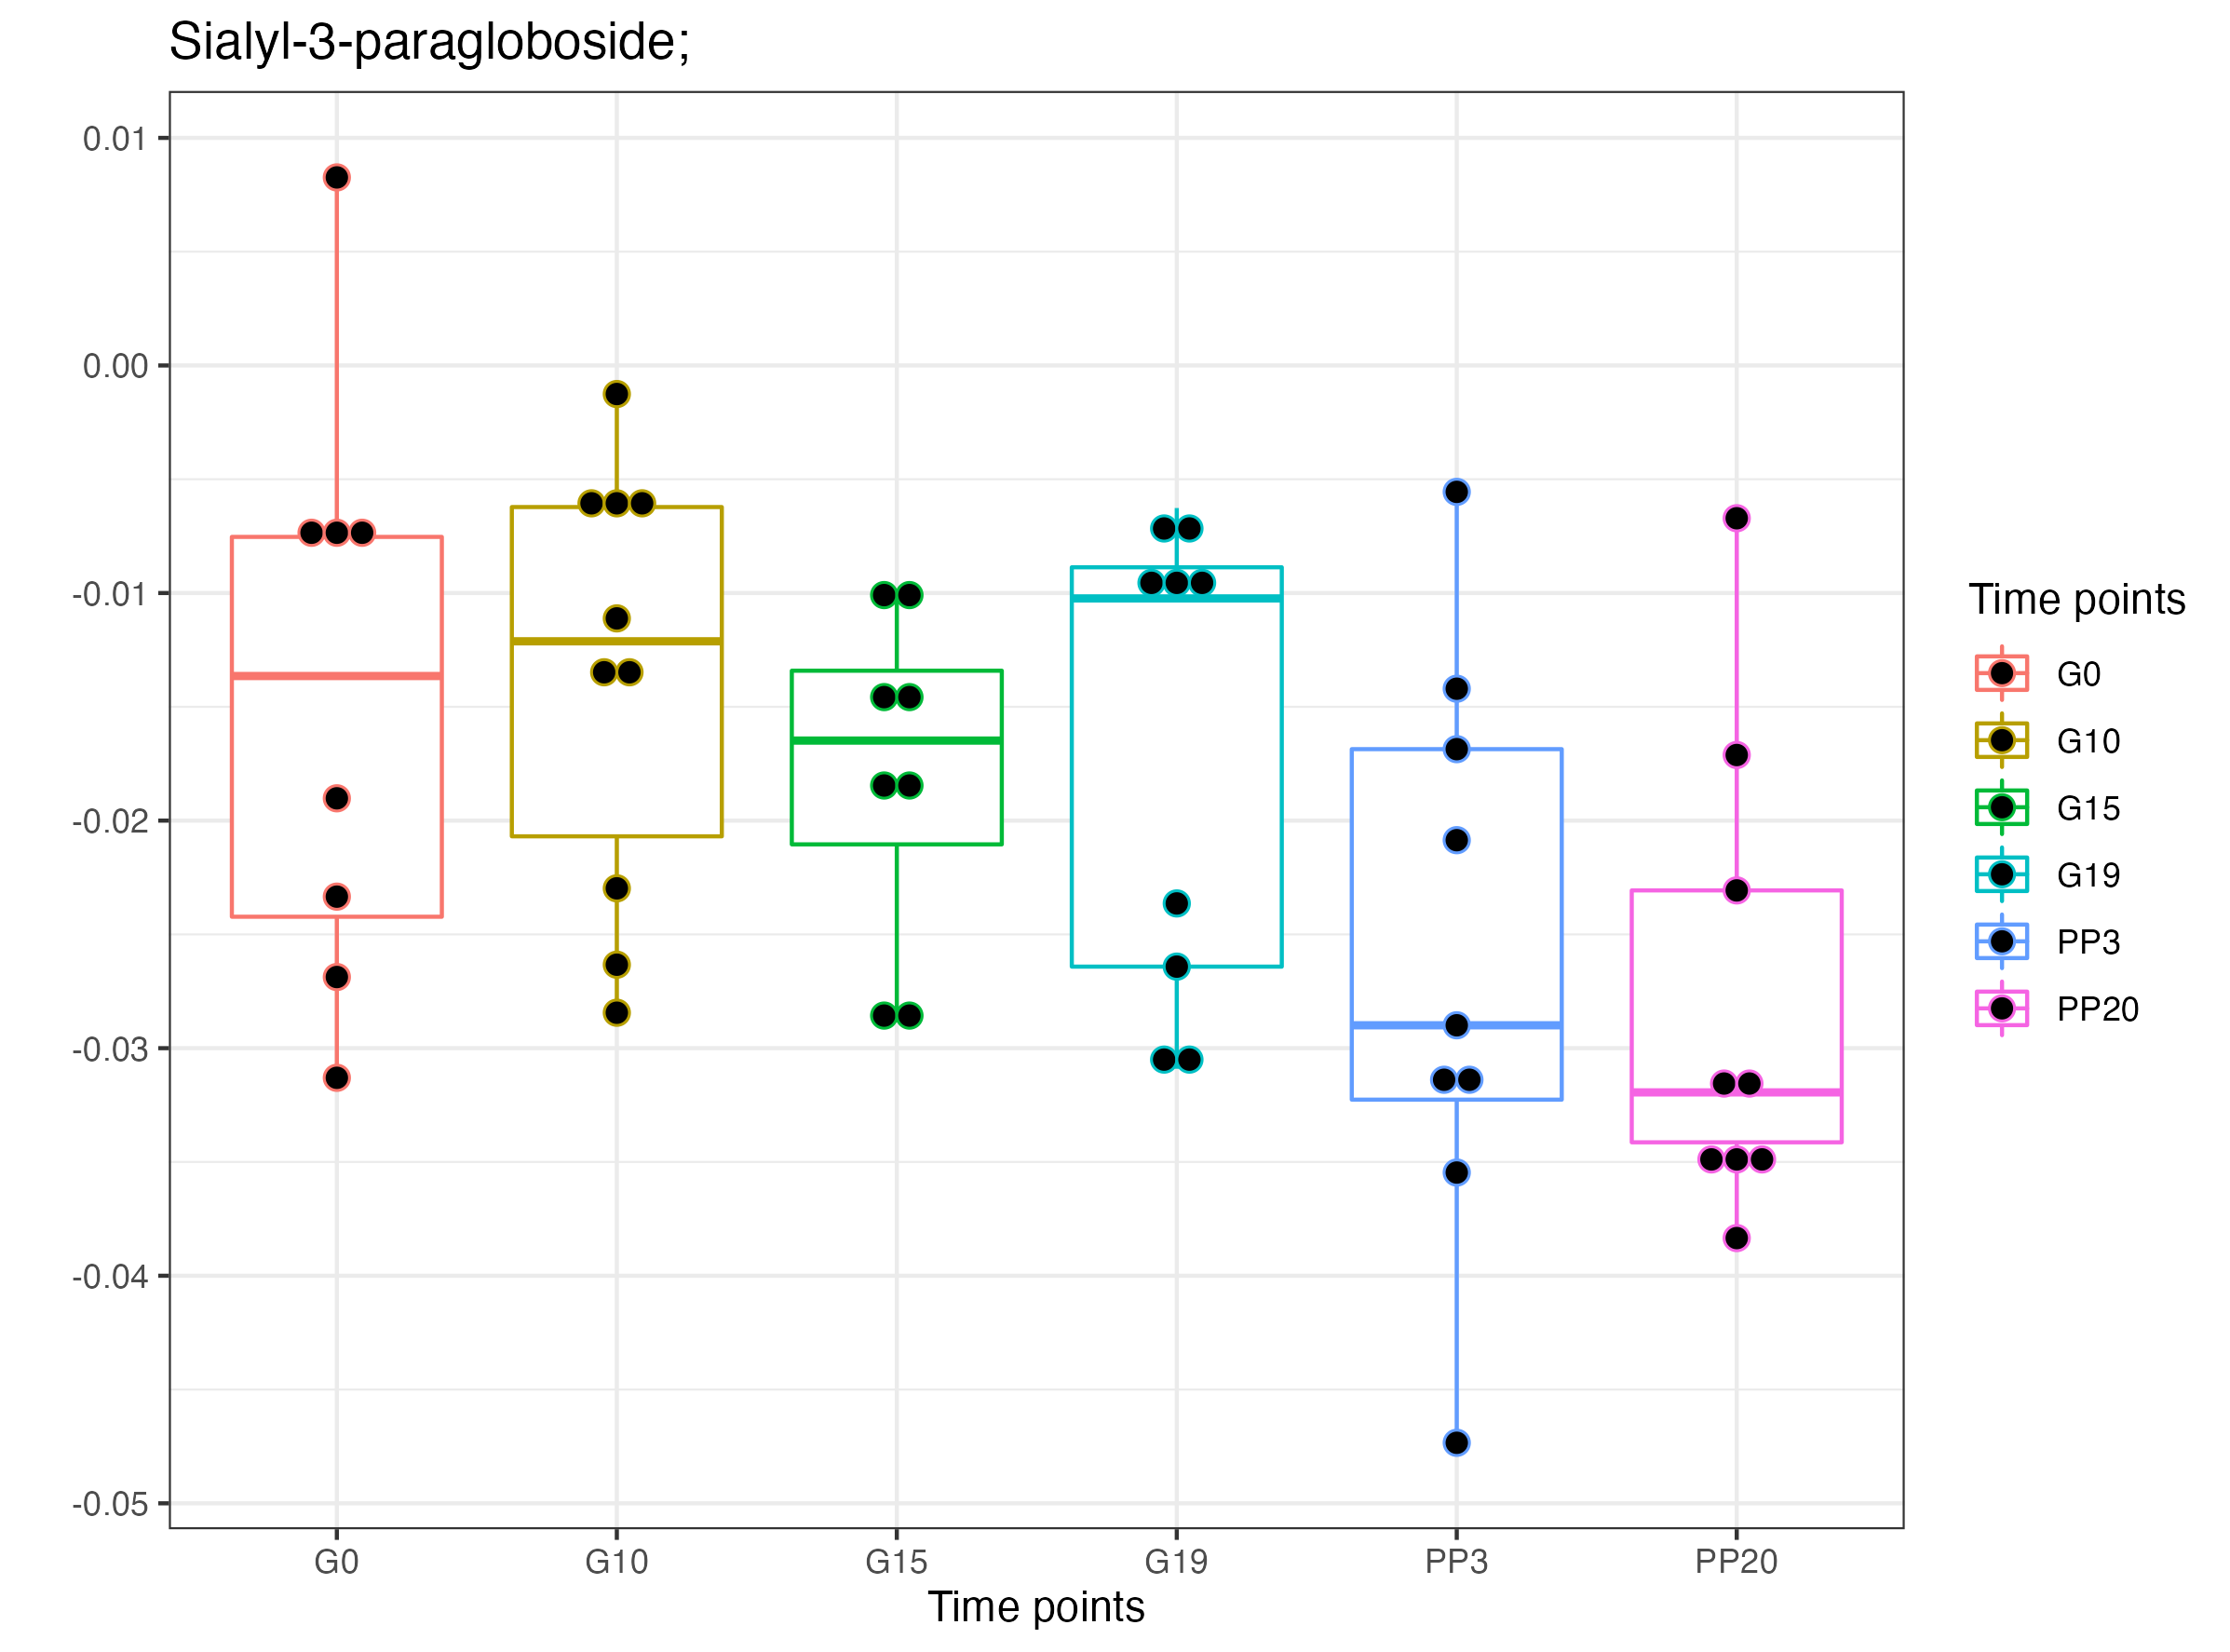 Sialyl-3-paragloboside;
0.01
0.00
-0.01
-0.02
-0.03
-0.04
-0.05
G0 G10 G15 G19 PP3 PP20
Time points
Time points
G0
G10
G15
G19
PP3
PP20